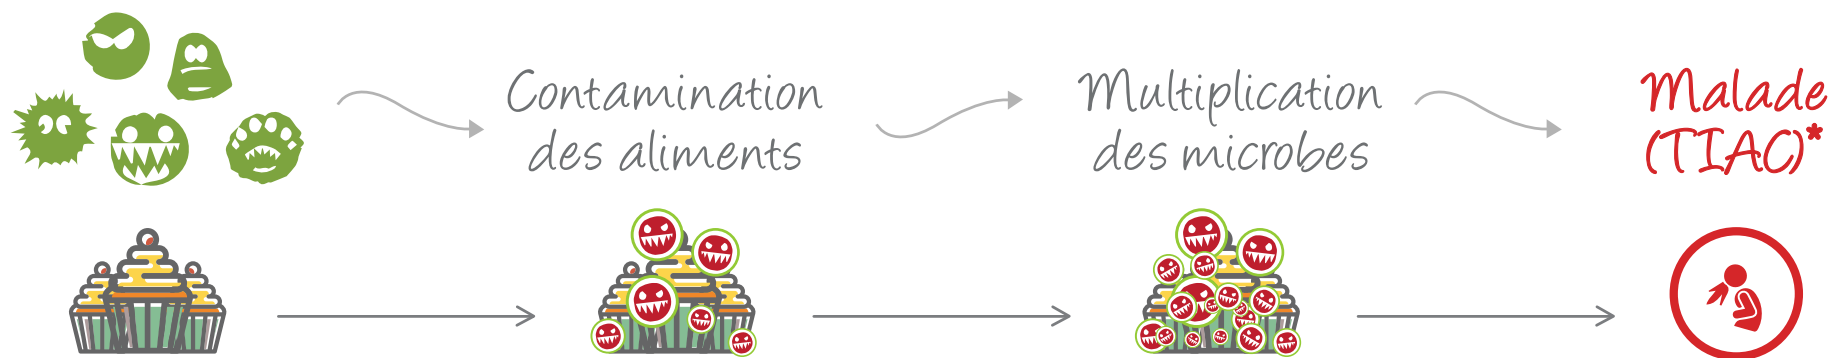 Contamination
des aliments
Multiplication
des microbes
Malade
(TIAC)*